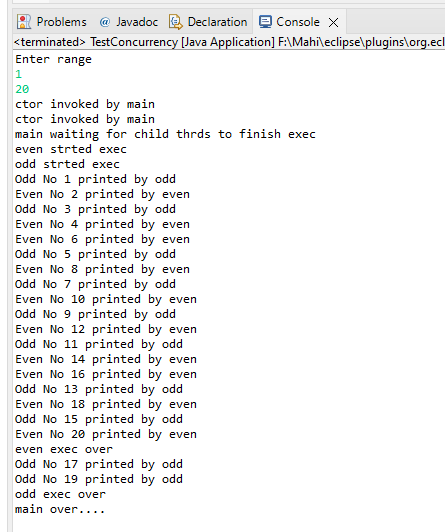 Problems @ Javadoc Declaration Console
<terminated> TestConcurrency [Java Application] F:\Mahi\eclipse\plugins\org.ecl
Enter range
1
20
ctor invoked by main
ctor invoked by main
main waiting for child thrds to finish exec
even strted exec
odd strted exec
Odd No 1 printed by odd
Even No 2 printed by even
Odd No 3 printed by odd
Even No 4 printed by even
Even No 6 printed by even
Odd No 5 printed by odd
Even No 8 printed by even
Odd No 7 printed by odd
Even No 10 printed by even
Odd No 9 printed by odd
Even No 12 printed by even
Odd No 11 printed by odd
Even No 14 printed by even
Even No 16 printed by even
Odd No 13 printed by odd
Even No 18 printed by even
Odd No 15 printed by odd
Even No 20 printed by even
even exec over
Odd No 17 printed by odd
Odd No 19 printed by odd
odd exec over
main over....